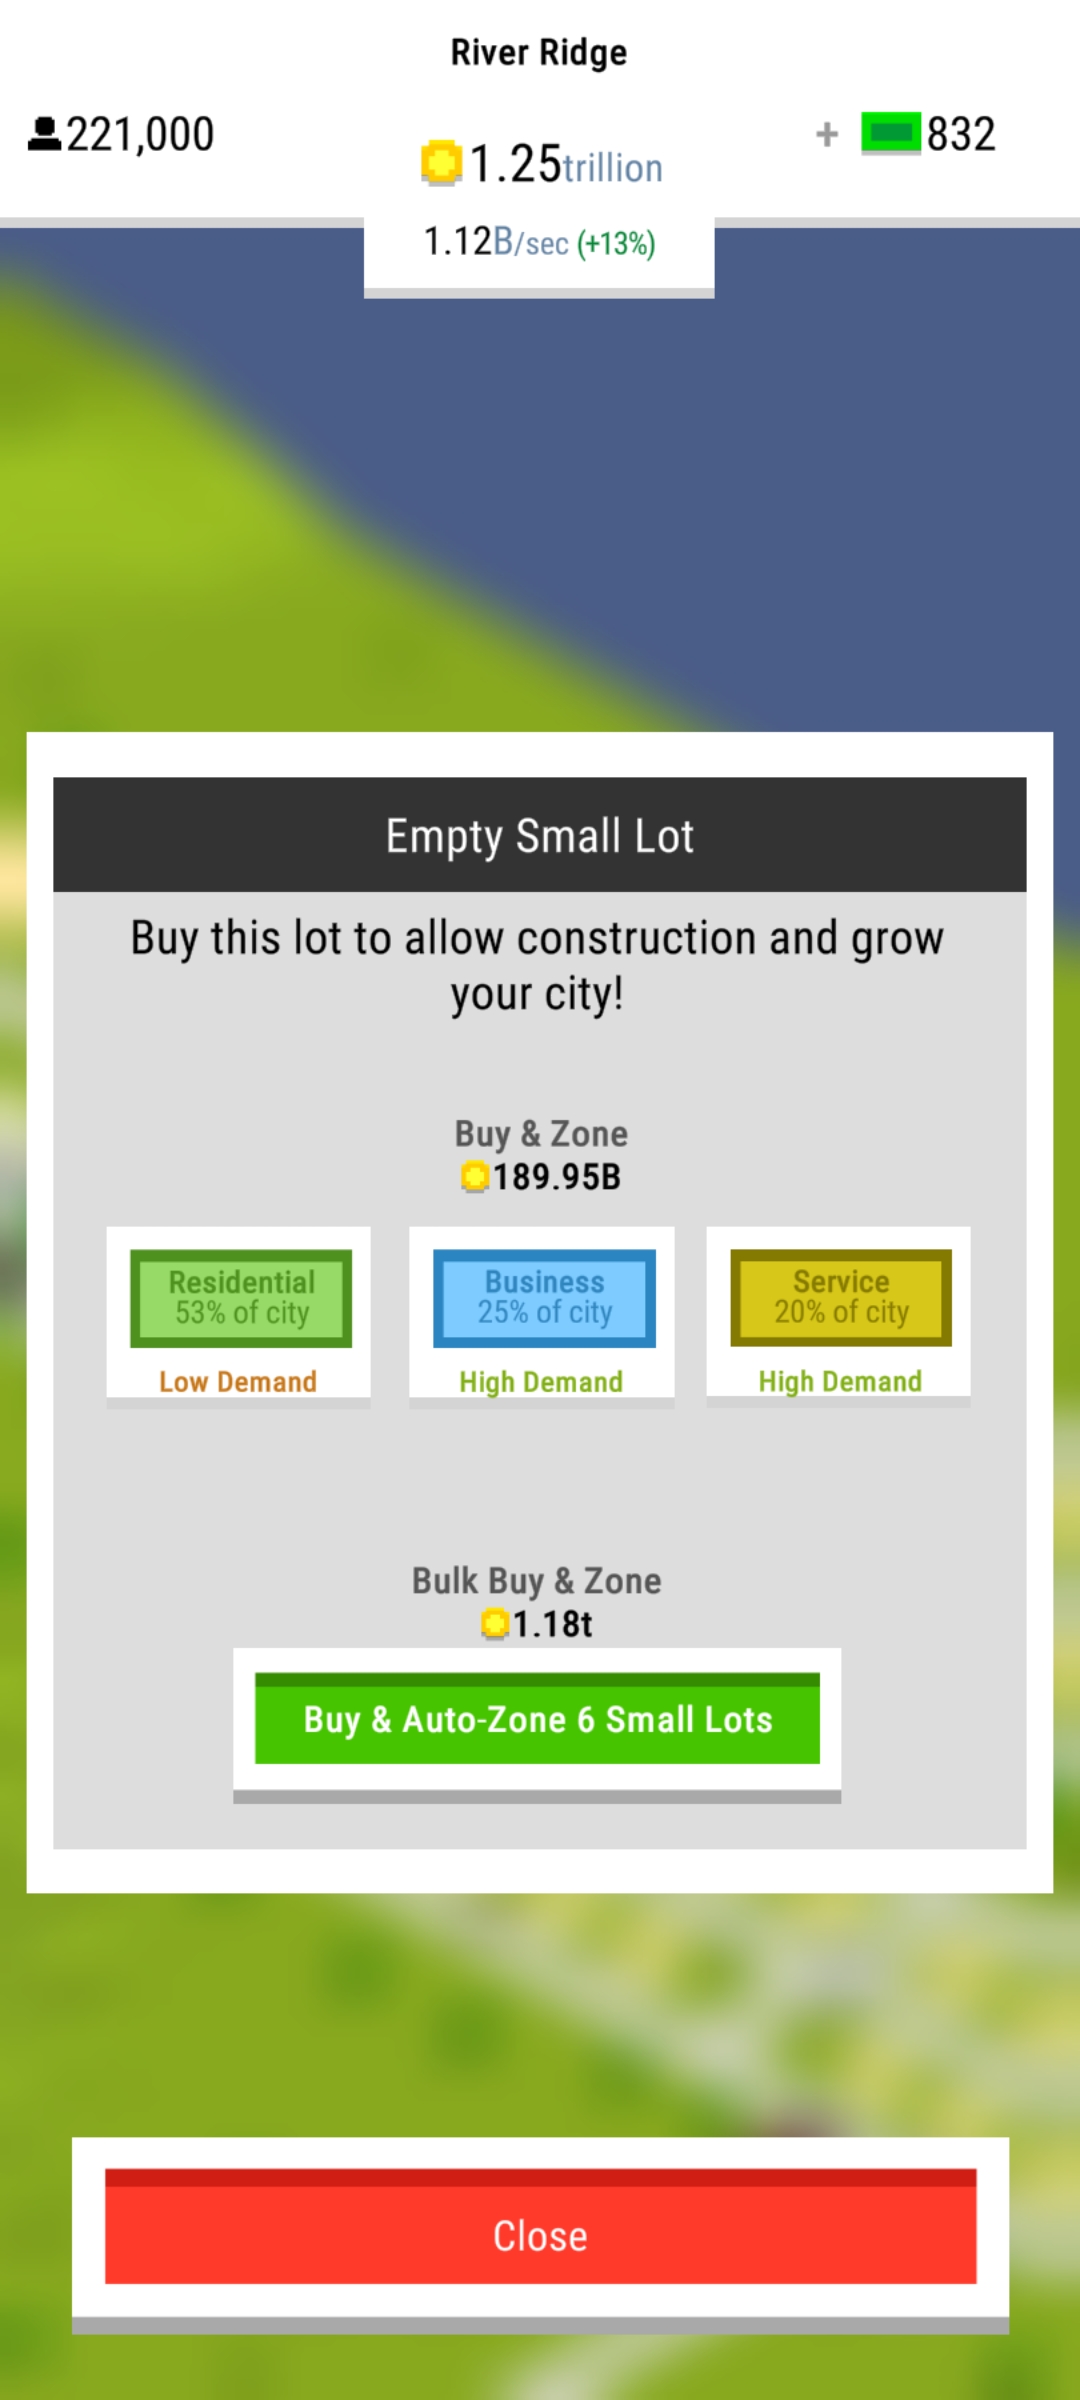 River Ridge
221,000
1.25trillion
+ 832
1.12B/sec (+13%)
Empty Small Lot
Buy this lot to allow construction and grow
your city!
Buy & Zone
189.95B
Residential
53% of city
Low Demand
Business
25% of city
High Demand
Service
20% of city
High Demand
Bulk Buy & Zone
1.18t
Buy & Auto-Zone 6 Small Lots
Close